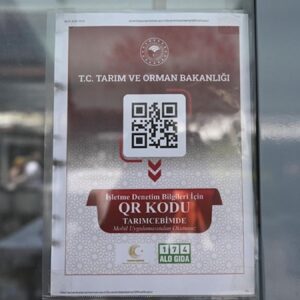 T.C. TARIM VE ORMAN BAKANLIĞI
İşletme Denetim Bilgileri İçin
QR KODU
TARIMCEBİMDE
Mobil Uygulamasından Okutunuz
174
ALO GIDA